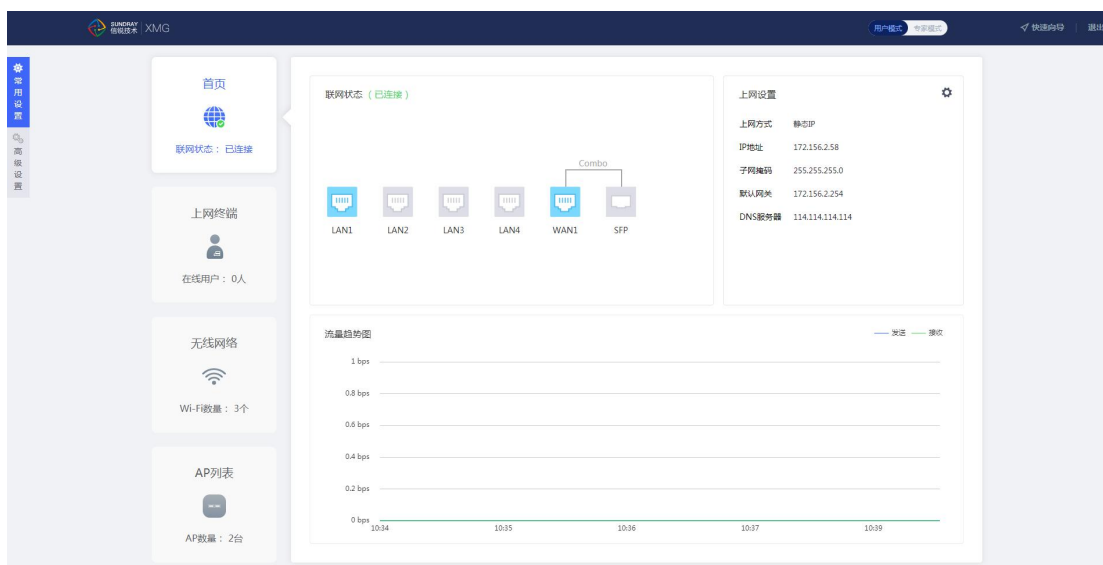 SUNDRAY
信锐技术
XMG
用户模式 专家模式
快速向导
退出
常用设置
高级设置
首页
联网状态： 已连接
上网终端
在线用户： 0人
无线网络
Wi-Fi数量： 3个
AP列表
AP数量： 2台
联网状态 （ 已连接 ）
Combo
LAN1 LAN2 LAN3 LAN4 WAN1 SFP
上网设置
上网方式 静态IP
IP地址 172.156.2.58
子网掩码 255.255.255.0
默认网关 172.156.2.254
DNS服务器 114.114.114.114
流量趋势图
发送 接收
1 bps
0.8 bps
0.6 bps
0.4 bps
0.2 bps
0 bps
10:34 10:35 10:36 10:37 10:39